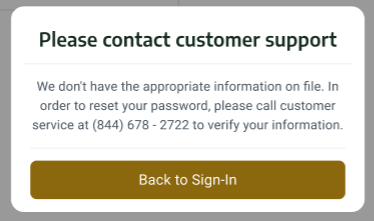 Please contact customer support
We don't have the appropriate information on file. In
order to reset your password, please call customer
service at (844) 678 - 2722 to verify your information.
Back to Sign-In